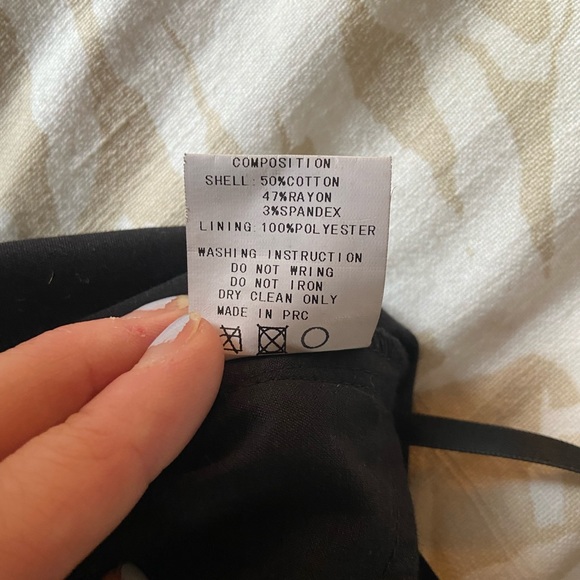 COMPOSITION
SHELL: 50%COTTON
47%RAYON
3%SPANDEX
LINING: 100%POLYESTER
WASHING INSTRUCTION
DO NOT WRING
DO NOT IRON
DRY CLEAN ONLY
MADE IN PRC